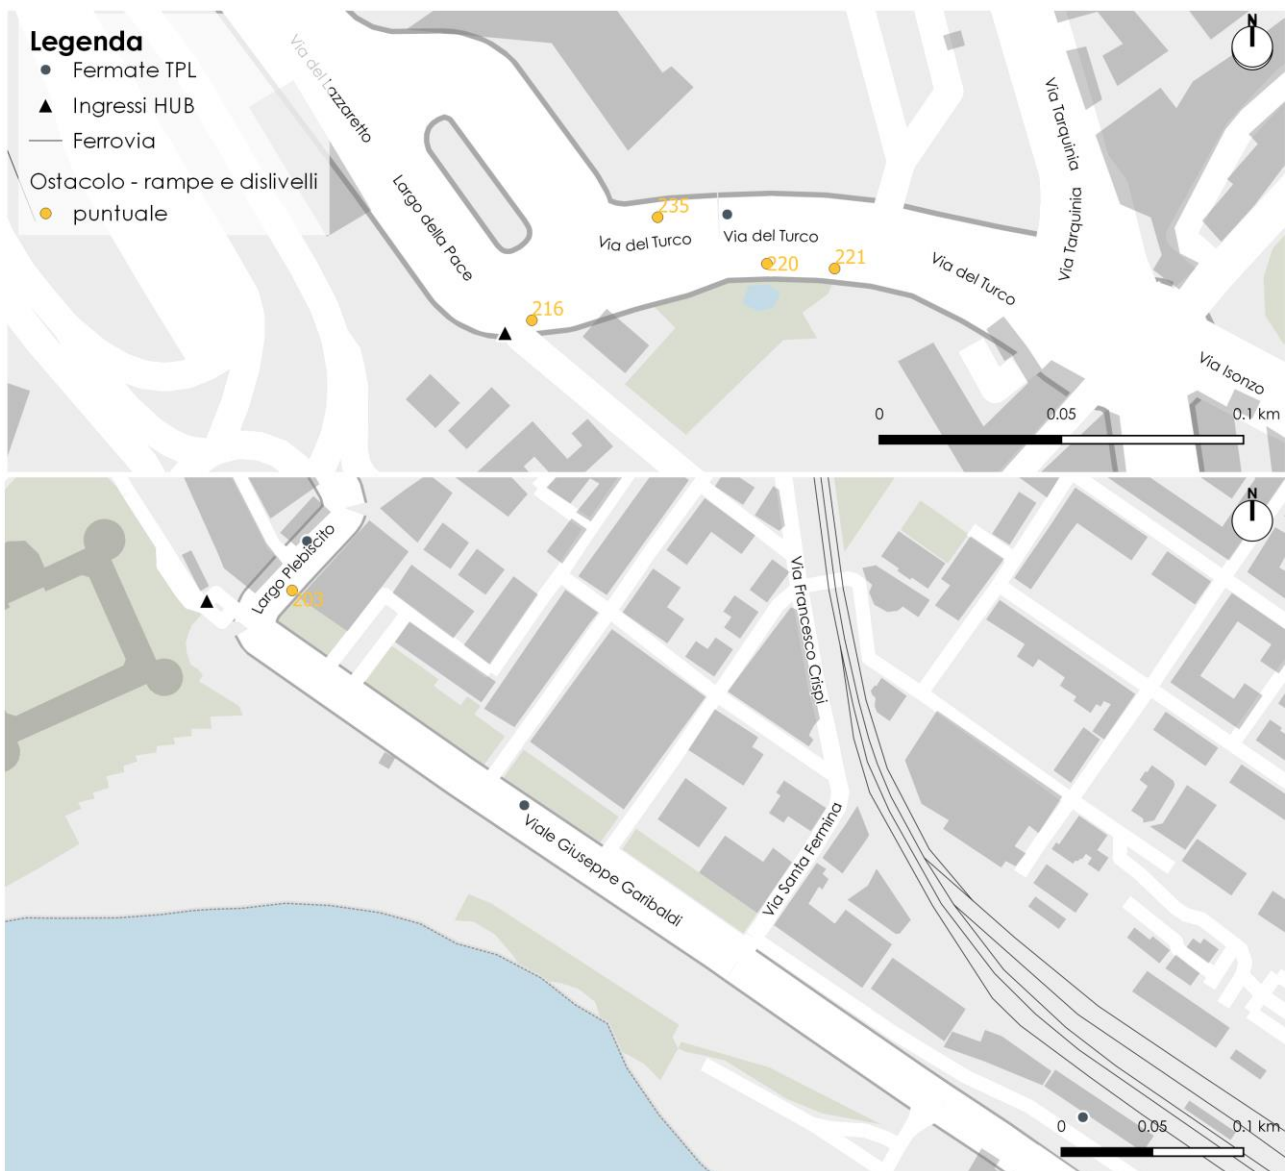 Legenda
Fermate TPL
Ingressi HUB
Ferrovia
Ostacolo - rampe e dislivelli
puntuale
Via del Lazzaretto
Largo della Pace
235
Via del Turco
Via del Turco
220
221
216
Via del Turco
Via Tarquinia
Via Tarquinia
Via Isonzo
N
0 0.05 0.1 km
N
Largo Plebiscito
203
Via Francesco Crispi
Via Santa Fermina
Viale Giuseppe Garibaldi
0 0.05 0.1 km